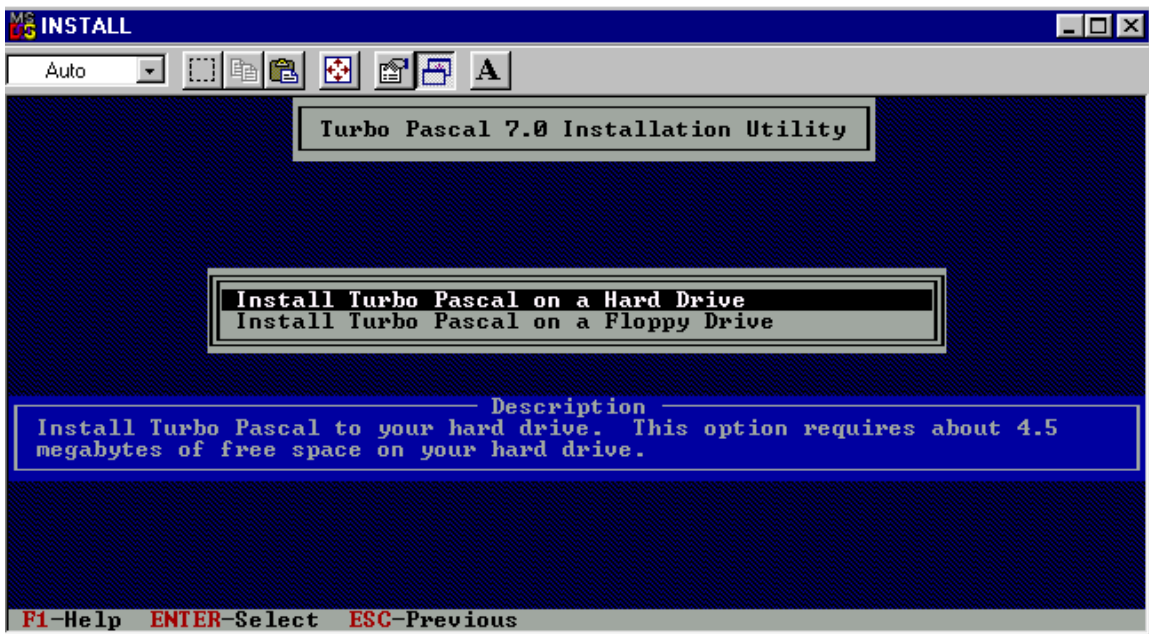 INSTALL
Auto
A
Turbo Pascal 7.0 Installation Utility
Install Turbo Pascal on a Hard Drive
Install Turbo Pascal on a Floppy Drive
Description
Install Turbo Pascal to your hard drive. This option requires about 4.5
megabytes of free space on your hard drive.
F1-Help ENTER-Select ESC-Previous